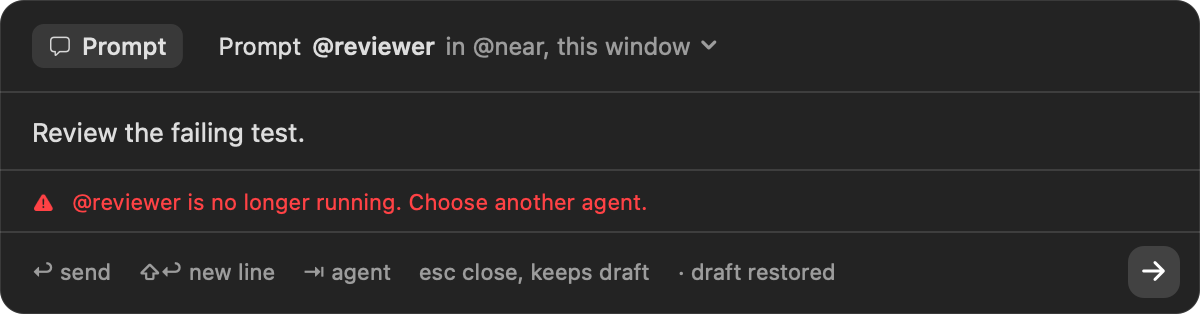 Prompt Prompt @reviewer in @near, this window
Review the failing test.
@reviewer is no longer running. Choose another agent.
send new line agent esc close, keeps draft · draft restored